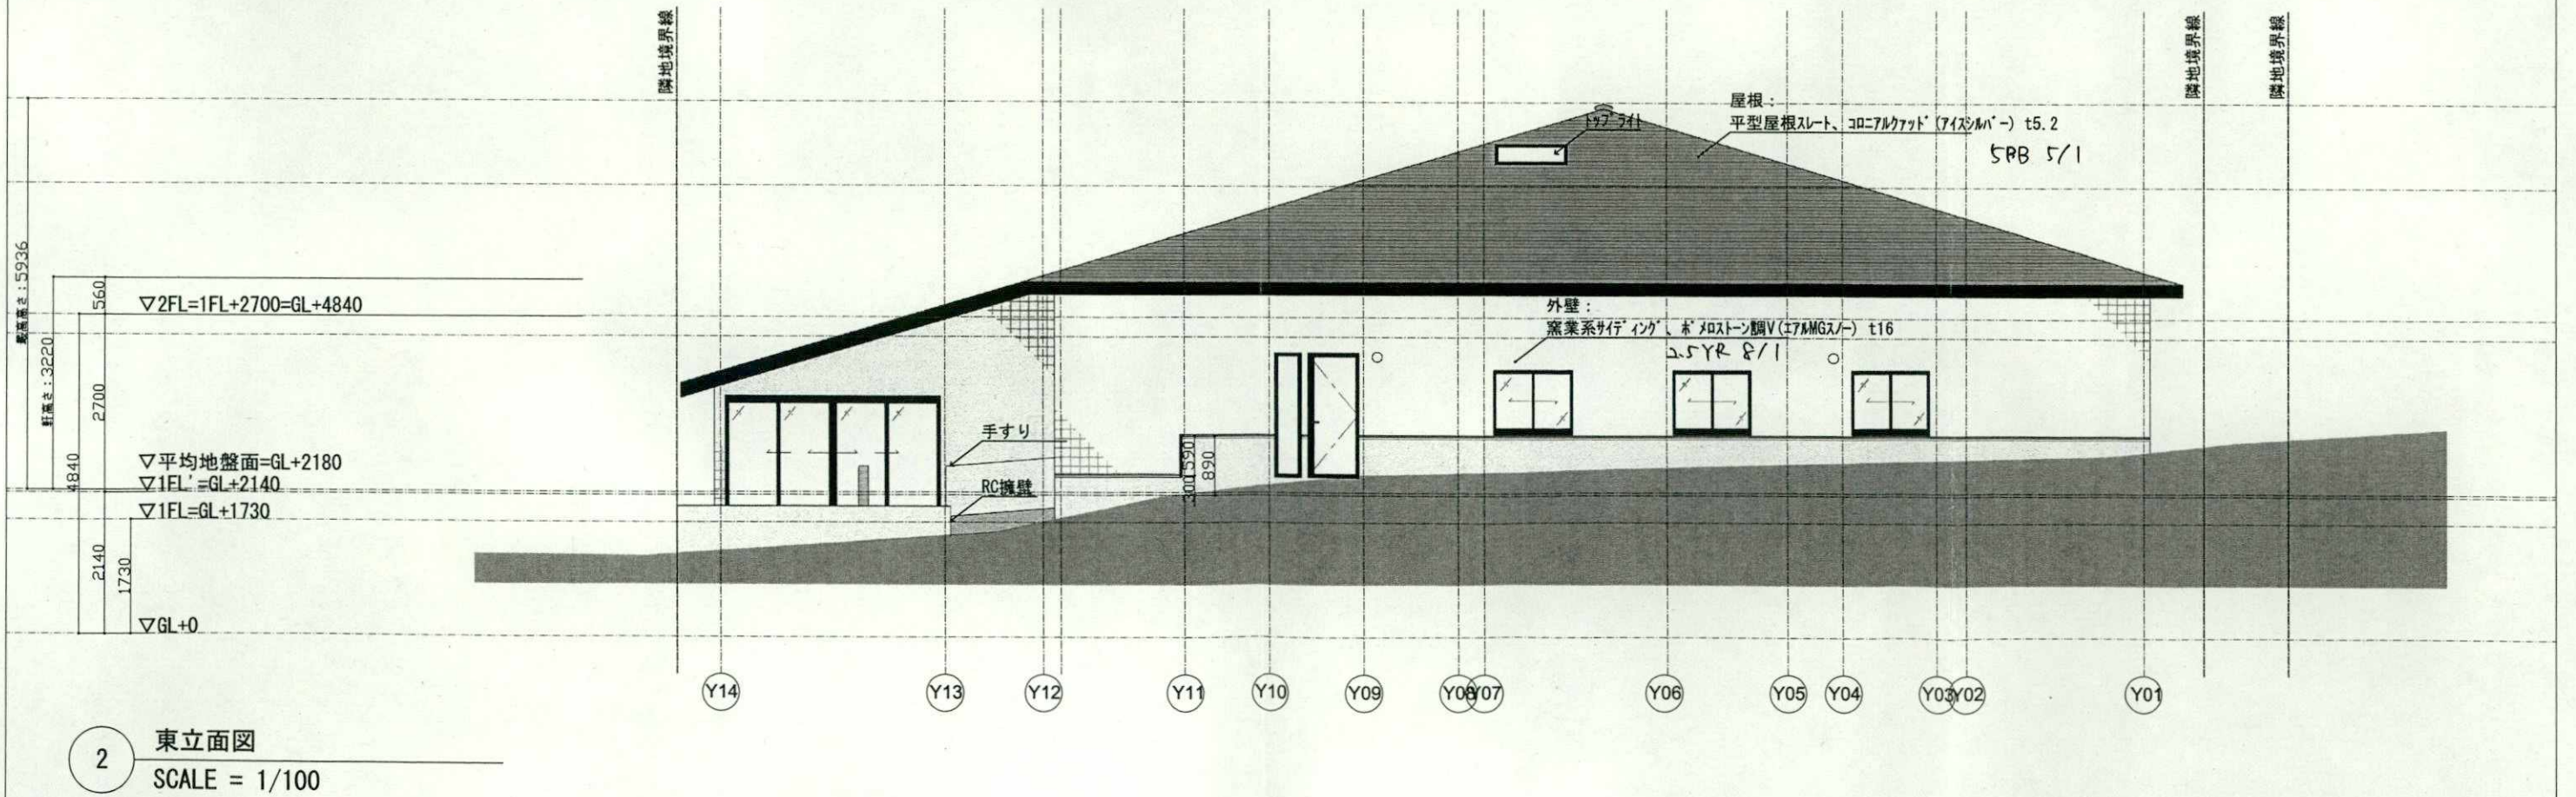 隣地境界線
隣地境界線
隣地境界線
屋根：
平型屋根スレート、コロニアルクァッド（アイスシルバー）t5.2
5PB 5/1
トップライト
最高高さ：5936
軒高さ：3220
560
▽2FL=1FL+2700=GL+4840
外壁：
窯業系サイディング、ボメロストーン調V（エアルMGスノー）t16
2.5YR 8/1
2700
4840
手すり
590
300
890
▽平均地盤面=GL+2180
▽1FL'=GL+2140
RC擁壁
▽1FL=GL+1730
2140
1730
▽GL+0
Y14 Y13 Y12 Y11 Y10 Y09 Y08 Y07 Y06 Y05 Y04 Y03 Y02 Y01
2
東立面図
SCALE = 1/100